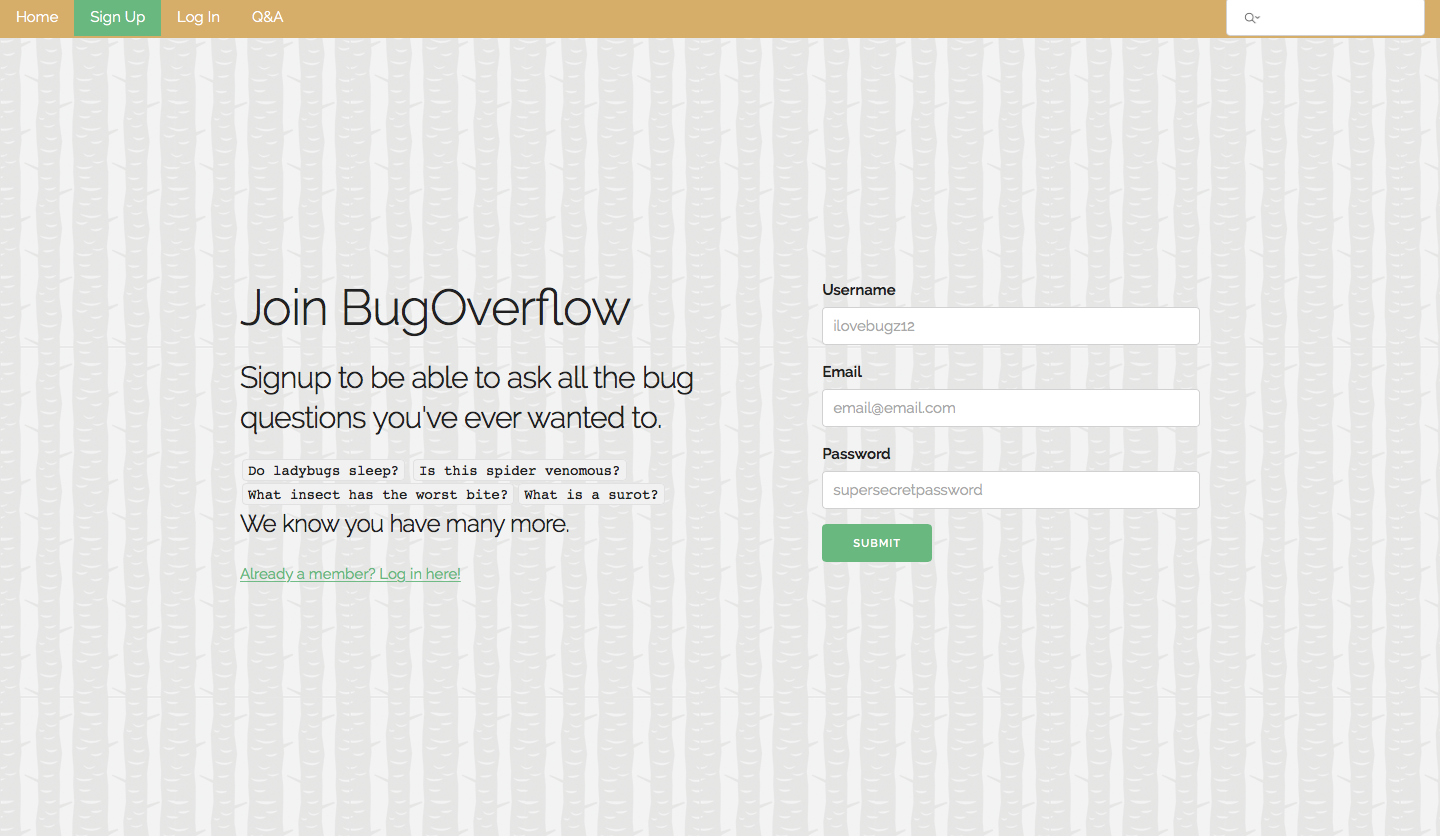 Home Sign Up Log In Q&A
Join BugOverflow
Signup to be able to ask all the bug
questions you've ever wanted to.
Do ladybugs sleep? Is this spider venomous?
What insect has the worst bite? What is a surot?
We know you have many more.
Already a member? Log in here!
Username
ilovebugz12
Email
email@email.com
Password
supersecretpassword
SUBMIT